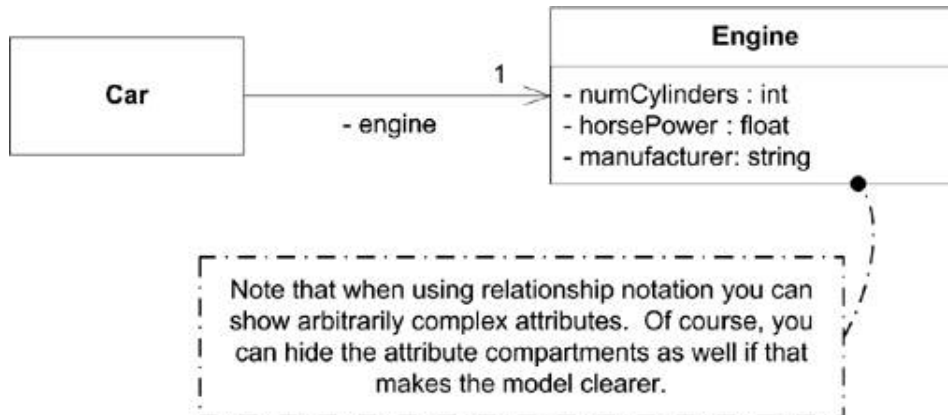 Car
1
- engine
Engine
- numCylinders : int
- horsePower : float
- manufacturer: string
Note that when using relationship notation you can
show arbitrarily complex attributes.  Of course, you
can hide the attribute compartments as well if that
makes the model clearer.